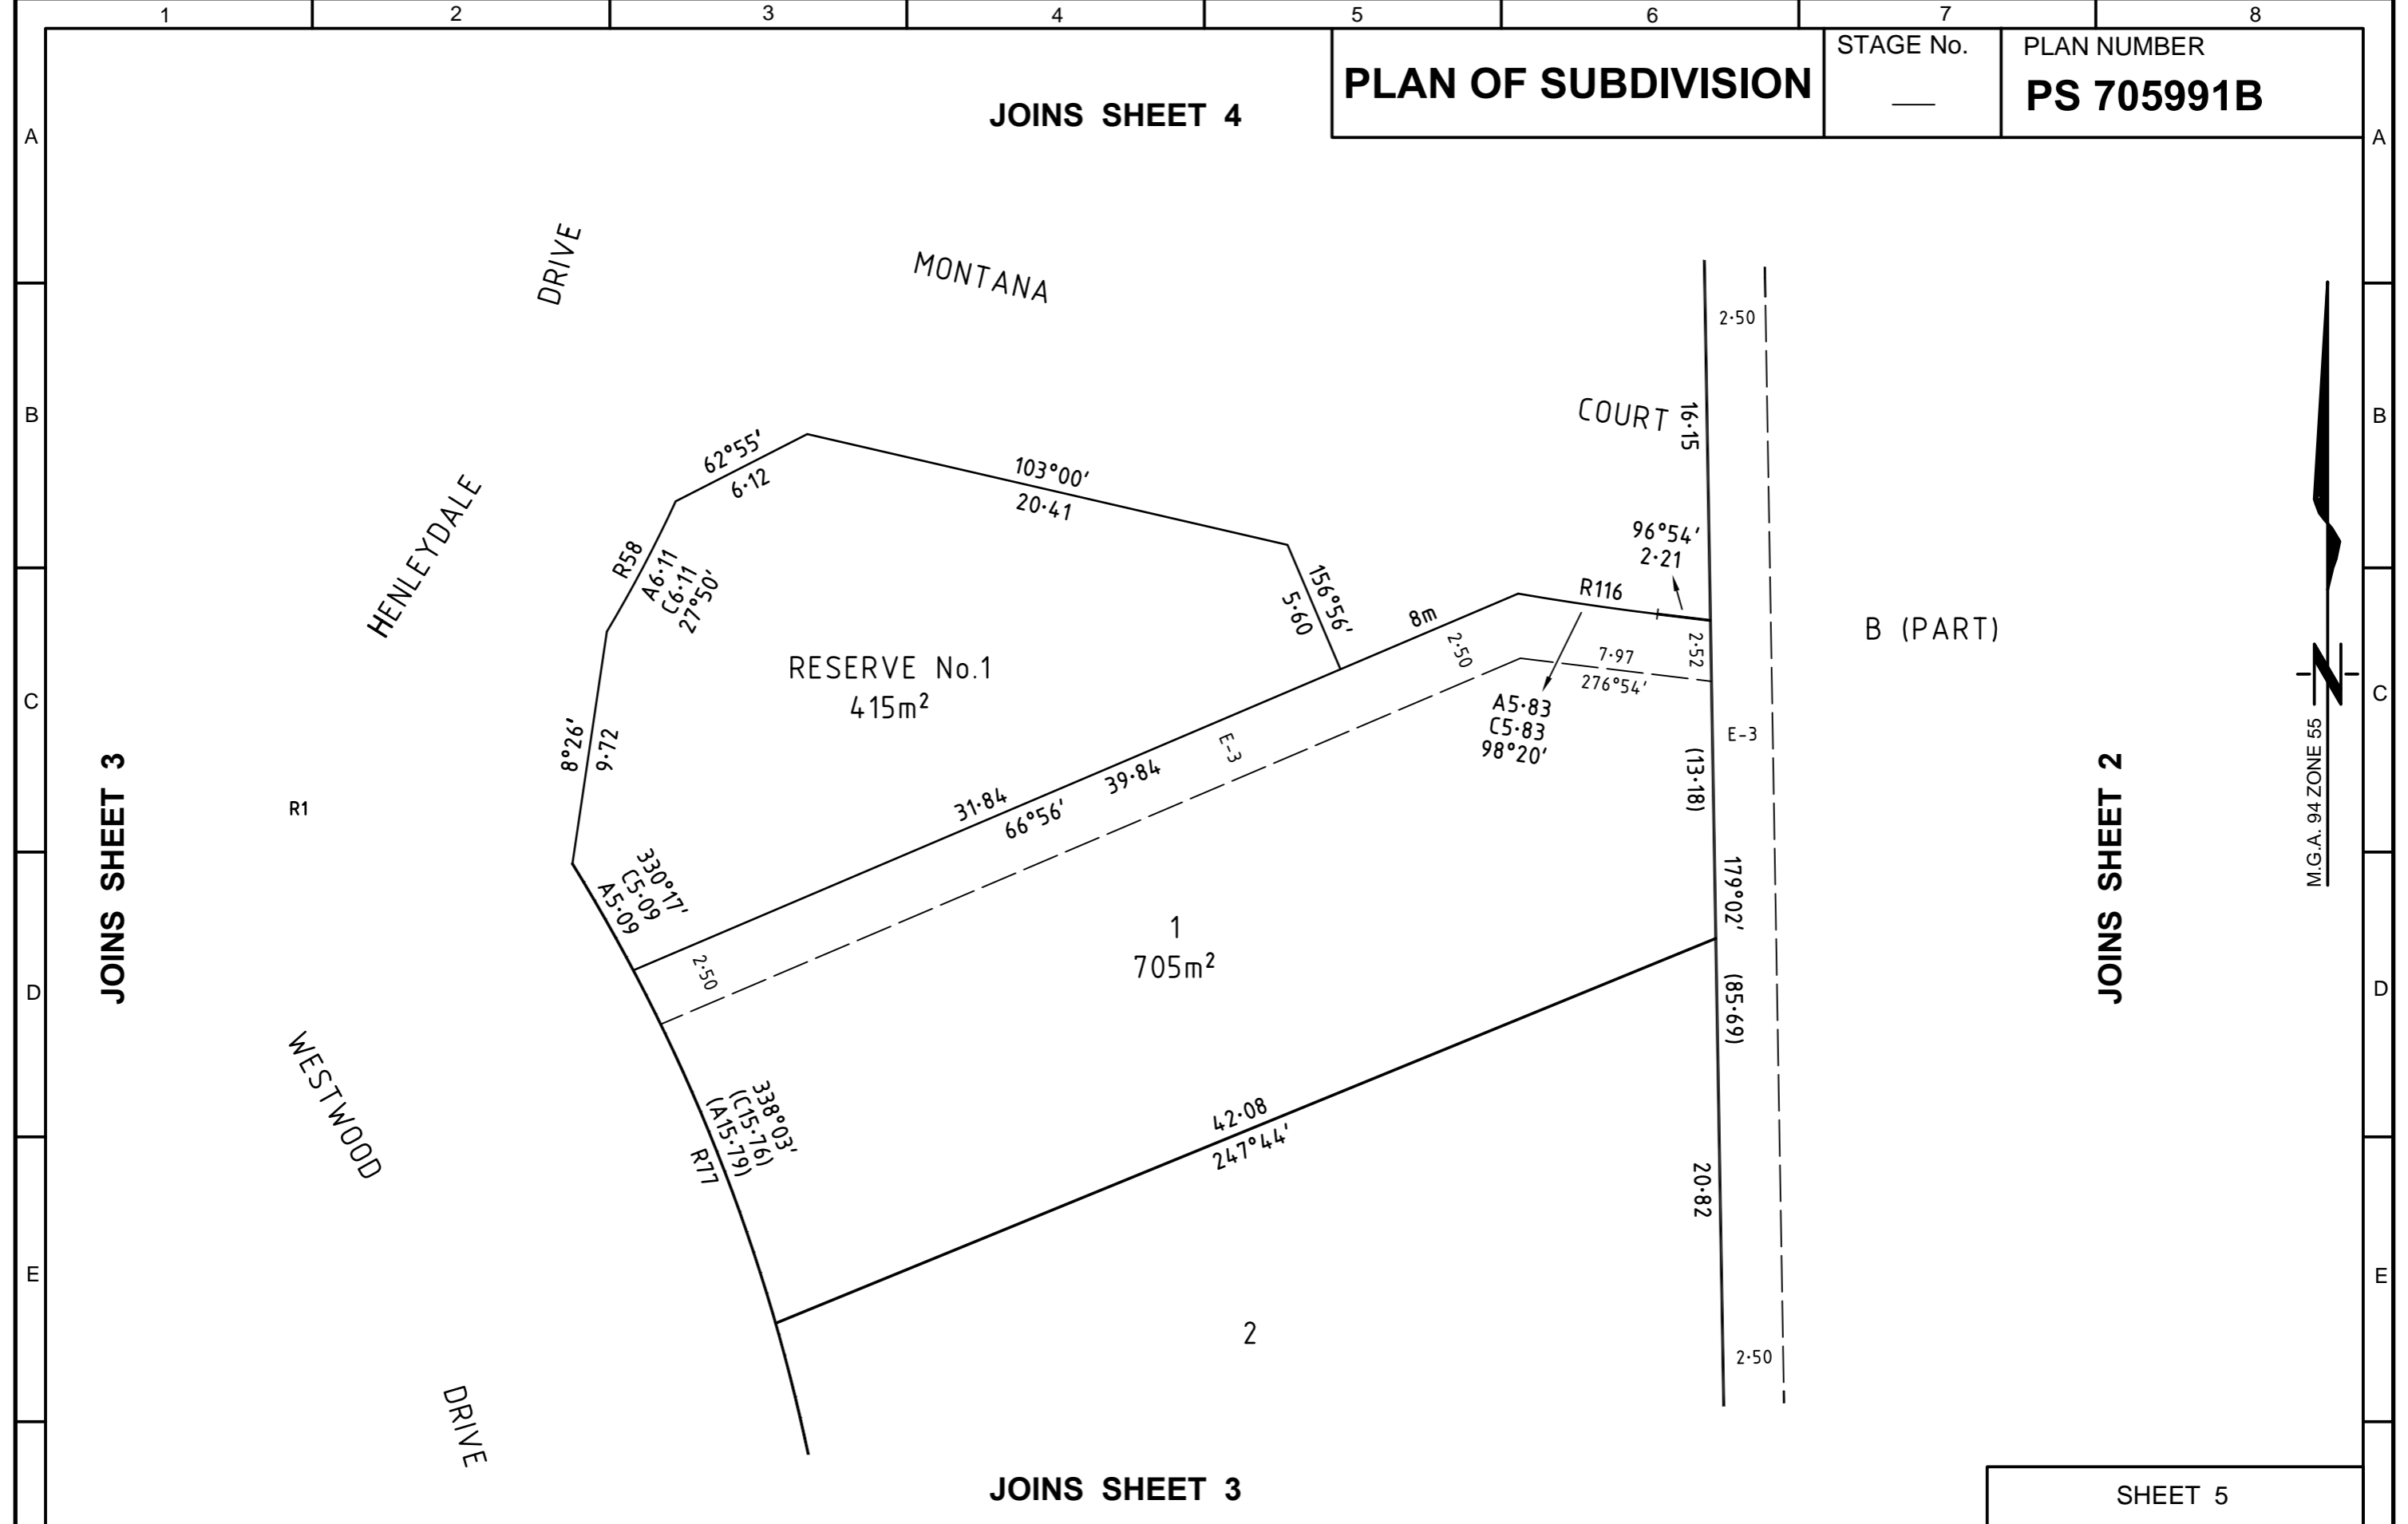 1 2 3 4 5 6 7 8
PLAN OF SUBDIVISION
STAGE No.
—
PLAN NUMBER
PS 705991B
JOINS SHEET 4
A
A
DRIVE
MONTANA
2·50
COURT
16·15
B
B
62°55'
6·12
103°00'
20·41
HENLEYDALE
R58
A6·11
C6·11
27°50'
156°56'
5·60
96°54'
2·21
R116
8m
2·50
2·52
B (PART)
7·97
276°54'
RESERVE No.1
415m²
A5·83
C5·83
98°20'
C
C
8°26'
9·72
E-3
E-3
(13·18)
39·84
31·84
66°56'
R1
JOINS SHEET 3
JOINS SHEET 2
N
M.G.A. 94 ZONE 55
330°17'
C5·09
A5·09
179°02'
1
705m²
2·50
(85·69)
D
D
WESTWOOD
338°03'
(C15·76)
(A15·79)
R77
42·08
247°44'
20·82
E
E
2
2·50
DRIVE
JOINS SHEET 3
SHEET 5